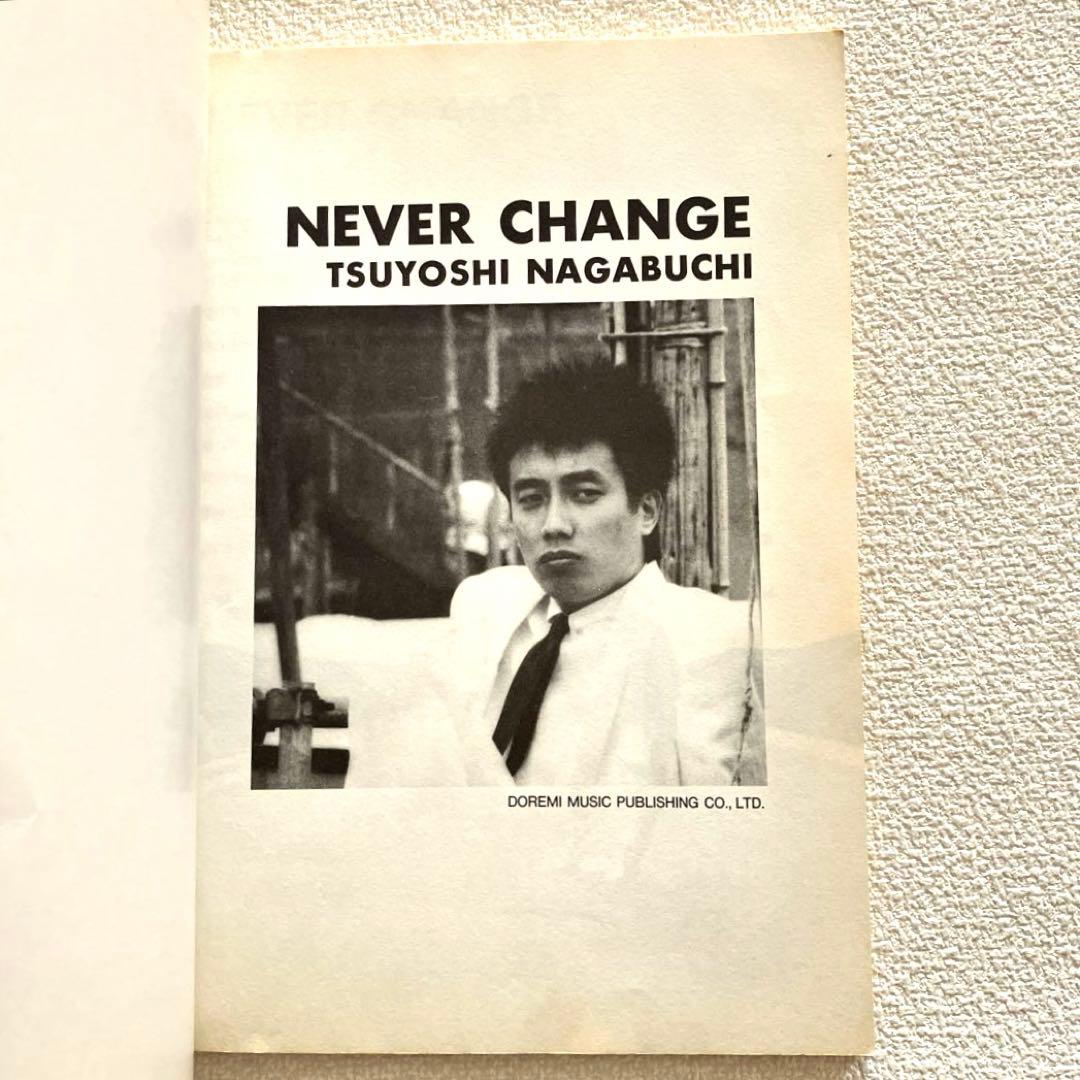 NEVER CHANGE
TSUYOSHI NAGABUCHI
DOREMI MUSIC PUBLISHING CO., LTD.